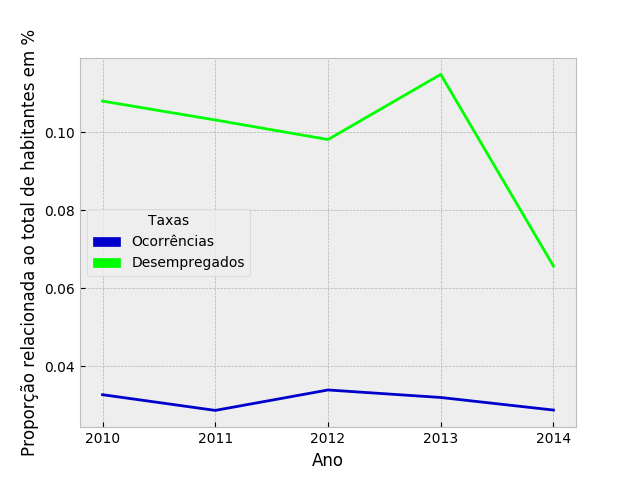 Proporção relacionada ao total de habitantes em %
0.10
0.08
0.06
0.04
Taxas
Ocorrências
Desempregados
2010 2011 2012 2013 2014
Ano